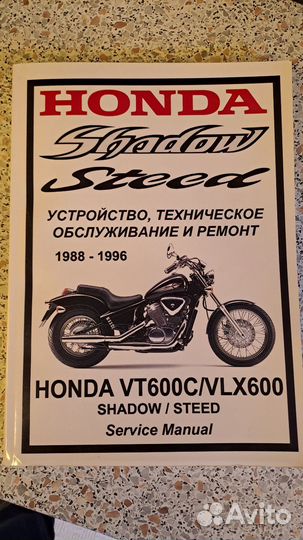 HONDA
Shadow
Steed
УСТРОЙСТВО, ТЕХНИЧЕСКОЕ
ОБСЛУЖИВАНИЕ И РЕМОНТ
1988 - 1996
HONDA VT600C/VLX600
SHADOW / STEED
Service Manual
Avito